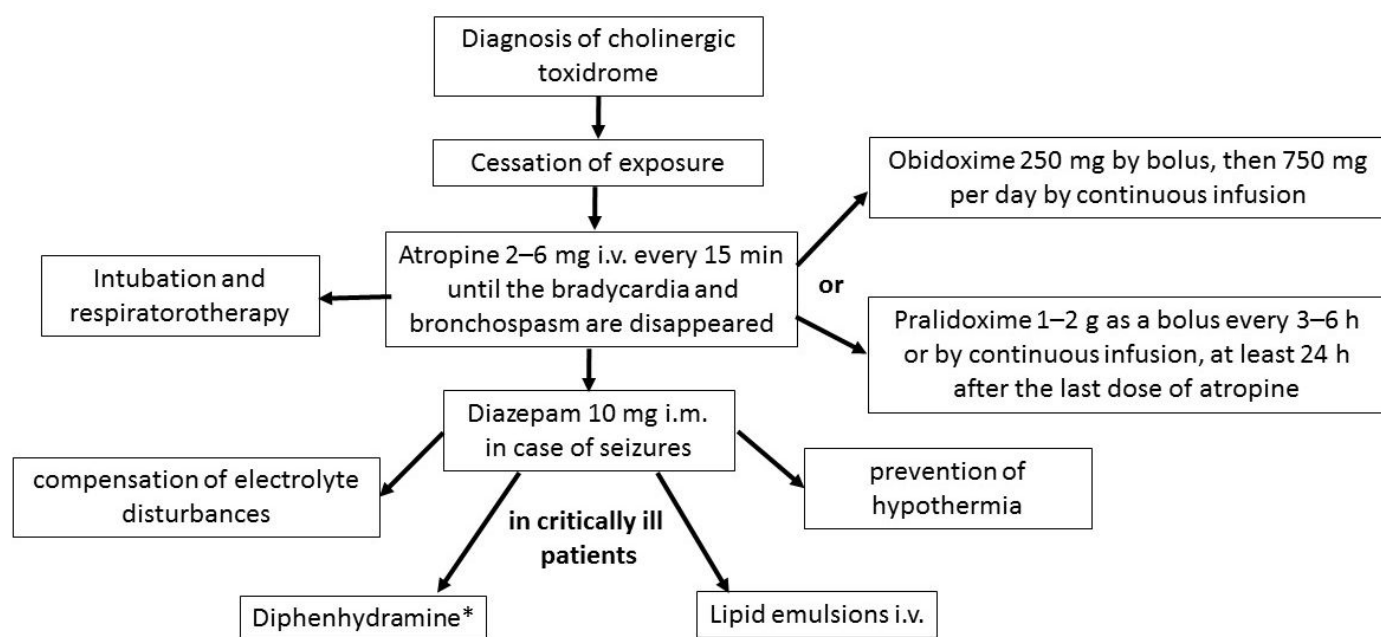 Diagnosis of cholinergic
toxidrome
Cessation of exposure
Obidoxime 250 mg by bolus, then 750 mg
per day by continuous infusion
Atropine 2–6 mg i.v. every 15 min
until the bradycardia and
bronchospasm are disappeared
Intubation and
respiratorotherapy
or
Pralidoxime 1–2 g as a bolus every 3–6 h
or by continuous infusion, at least 24 h
after the last dose of atropine
Diazepam 10 mg i.m.
in case of seizures
compensation of electrolyte
disturbances
prevention of
hypothermia
in critically ill
patients
Diphenhydramine*
Lipid emulsions i.v.